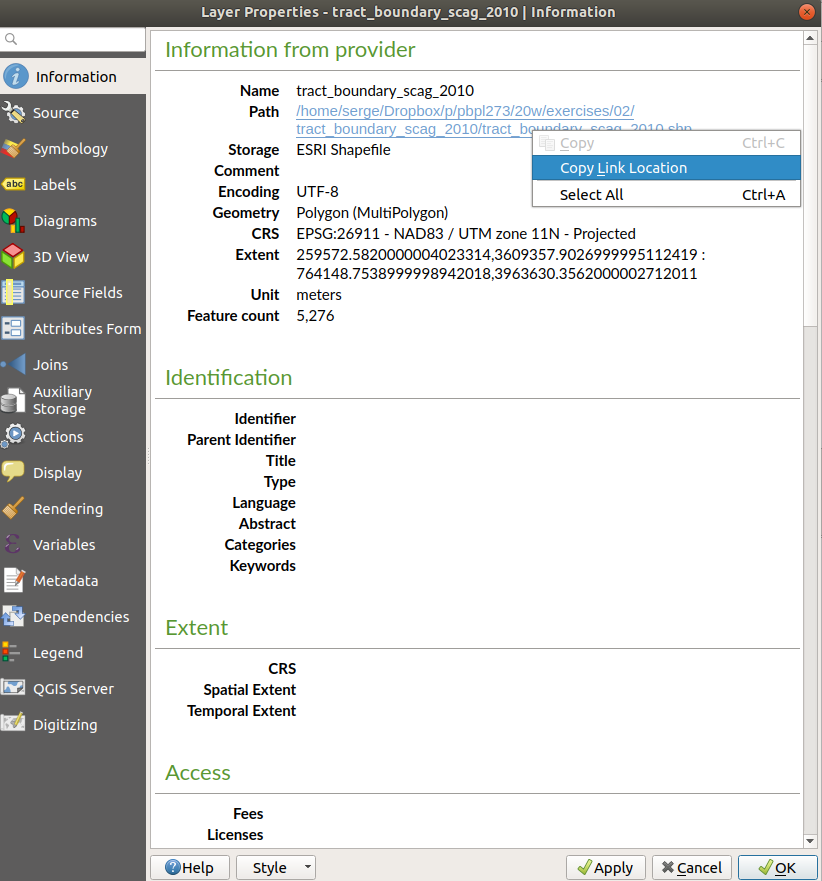 Layer Properties - tract_boundary_scag_2010 | Information
Information
Source
Symbology
abc Labels
Diagrams
3D View
Source Fields
Attributes Form
Joins
Auxiliary
Storage
Actions
Display
Rendering
Variables
Metadata
Dependencies
Legend
QGIS Server
Digitizing
Information from provider
Name tract_boundary_scag_2010
Path /home/serge/Dropbox/p/pbpl273/20w/exercises/02/
tract_boundary_scag_2010/tract_boundary_scag_2010.shp
Copy Ctrl+C
Copy Link Location
Select All Ctrl+A
Storage ESRI Shapefile
Comment
Encoding UTF-8
Geometry Polygon (MultiPolygon)
CRS EPSG:26911 - NAD83 / UTM zone 11N - Projected
Extent 259572.5820000004023314,3609357.9026999995112419 :
764148.7538999998942018,3963630.3562000002712011
Unit meters
Feature count 5,276
Identification
Identifier
Parent Identifier
Title
Type
Language
Abstract
Categories
Keywords
Extent
CRS
Spatial Extent
Temporal Extent
Access
Fees
Licenses
Help Style Apply Cancel OK